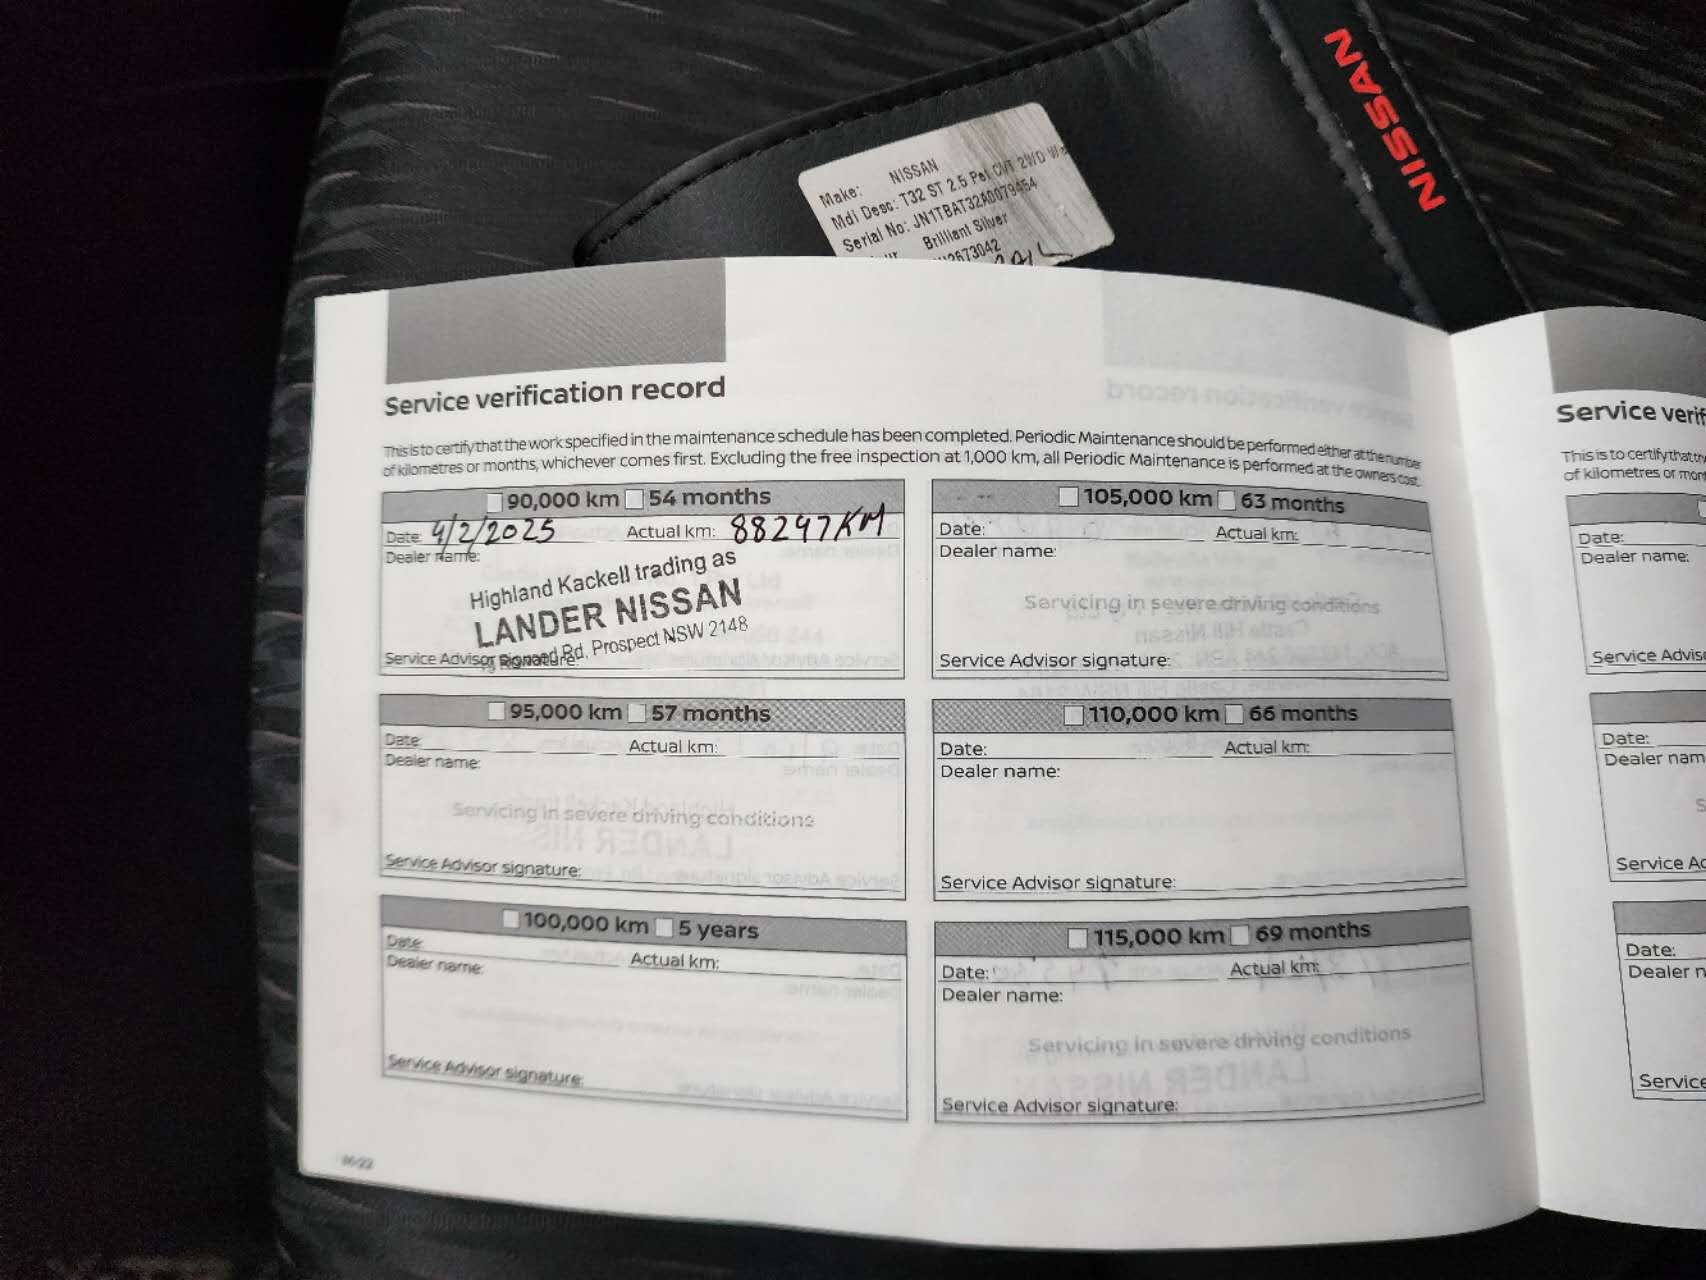 NISSAN
Make: NISSAN
Mdl Desc: T32 ST 2.5 Pet CVT 2WD
Serial No: JN1TBAT32A0079454
Brilliant Silver
Service verification record
This is to certify that the work specified in the maintenance schedule has been completed. Periodic Maintenance should be performed either at the number
of kilometres or months, whichever comes first. Excluding the free inspection at 1,000 km, all Periodic Maintenance is performed at the owners cost.
90,000 km 54 months
Date: 4/2/2025 Actual km: 88297KM
Dealer name:
Highland Kackell trading as
LANDER NISSAN
Rd, Prospect NSW 2148
Service Advisor signature:
95,000 km 57 months
Date: Actual km:
Dealer name:
Servicing in severe driving conditions
Service Advisor signature:
100,000 km 5 years
Date: Actual km:
Dealer name:
Service Advisor signature:
105,000 km 63 months
Date: Actual km:
Dealer name:
Servicing in severe driving conditions
Service Advisor signature:
110,000 km 66 months
Date: Actual km:
Dealer name:
Service Advisor signature:
115,000 km 69 months
Date: Actual km:
Dealer name:
Servicing in severe driving conditions
Service Advisor signature:
Service
This is to certify that
of kilometres or
Date:
Dealer name:
Service
Date:
Dealer
Service
Date:
Dealer
Service